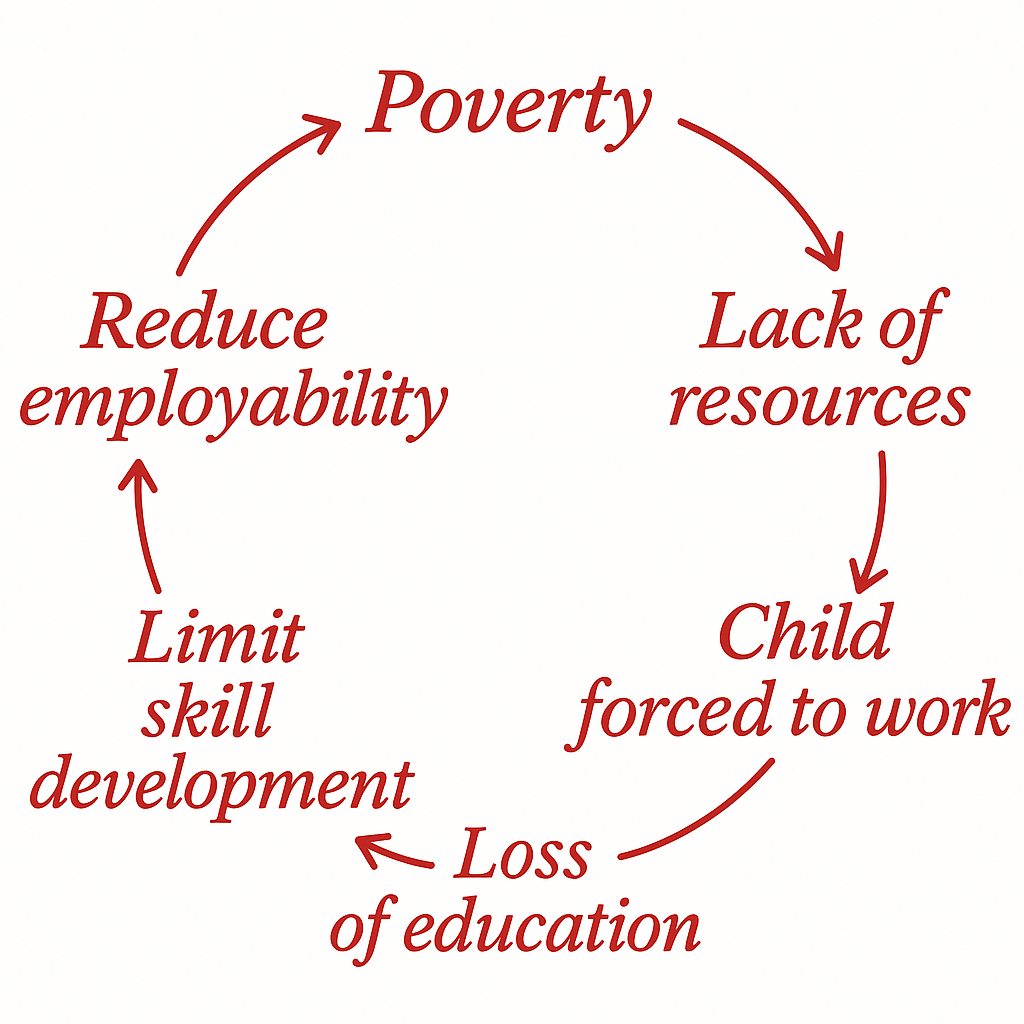 Poverty
Lack of
resources
Child
forced to work
Loss
of education
Limit
skill
development
Reduce
employability